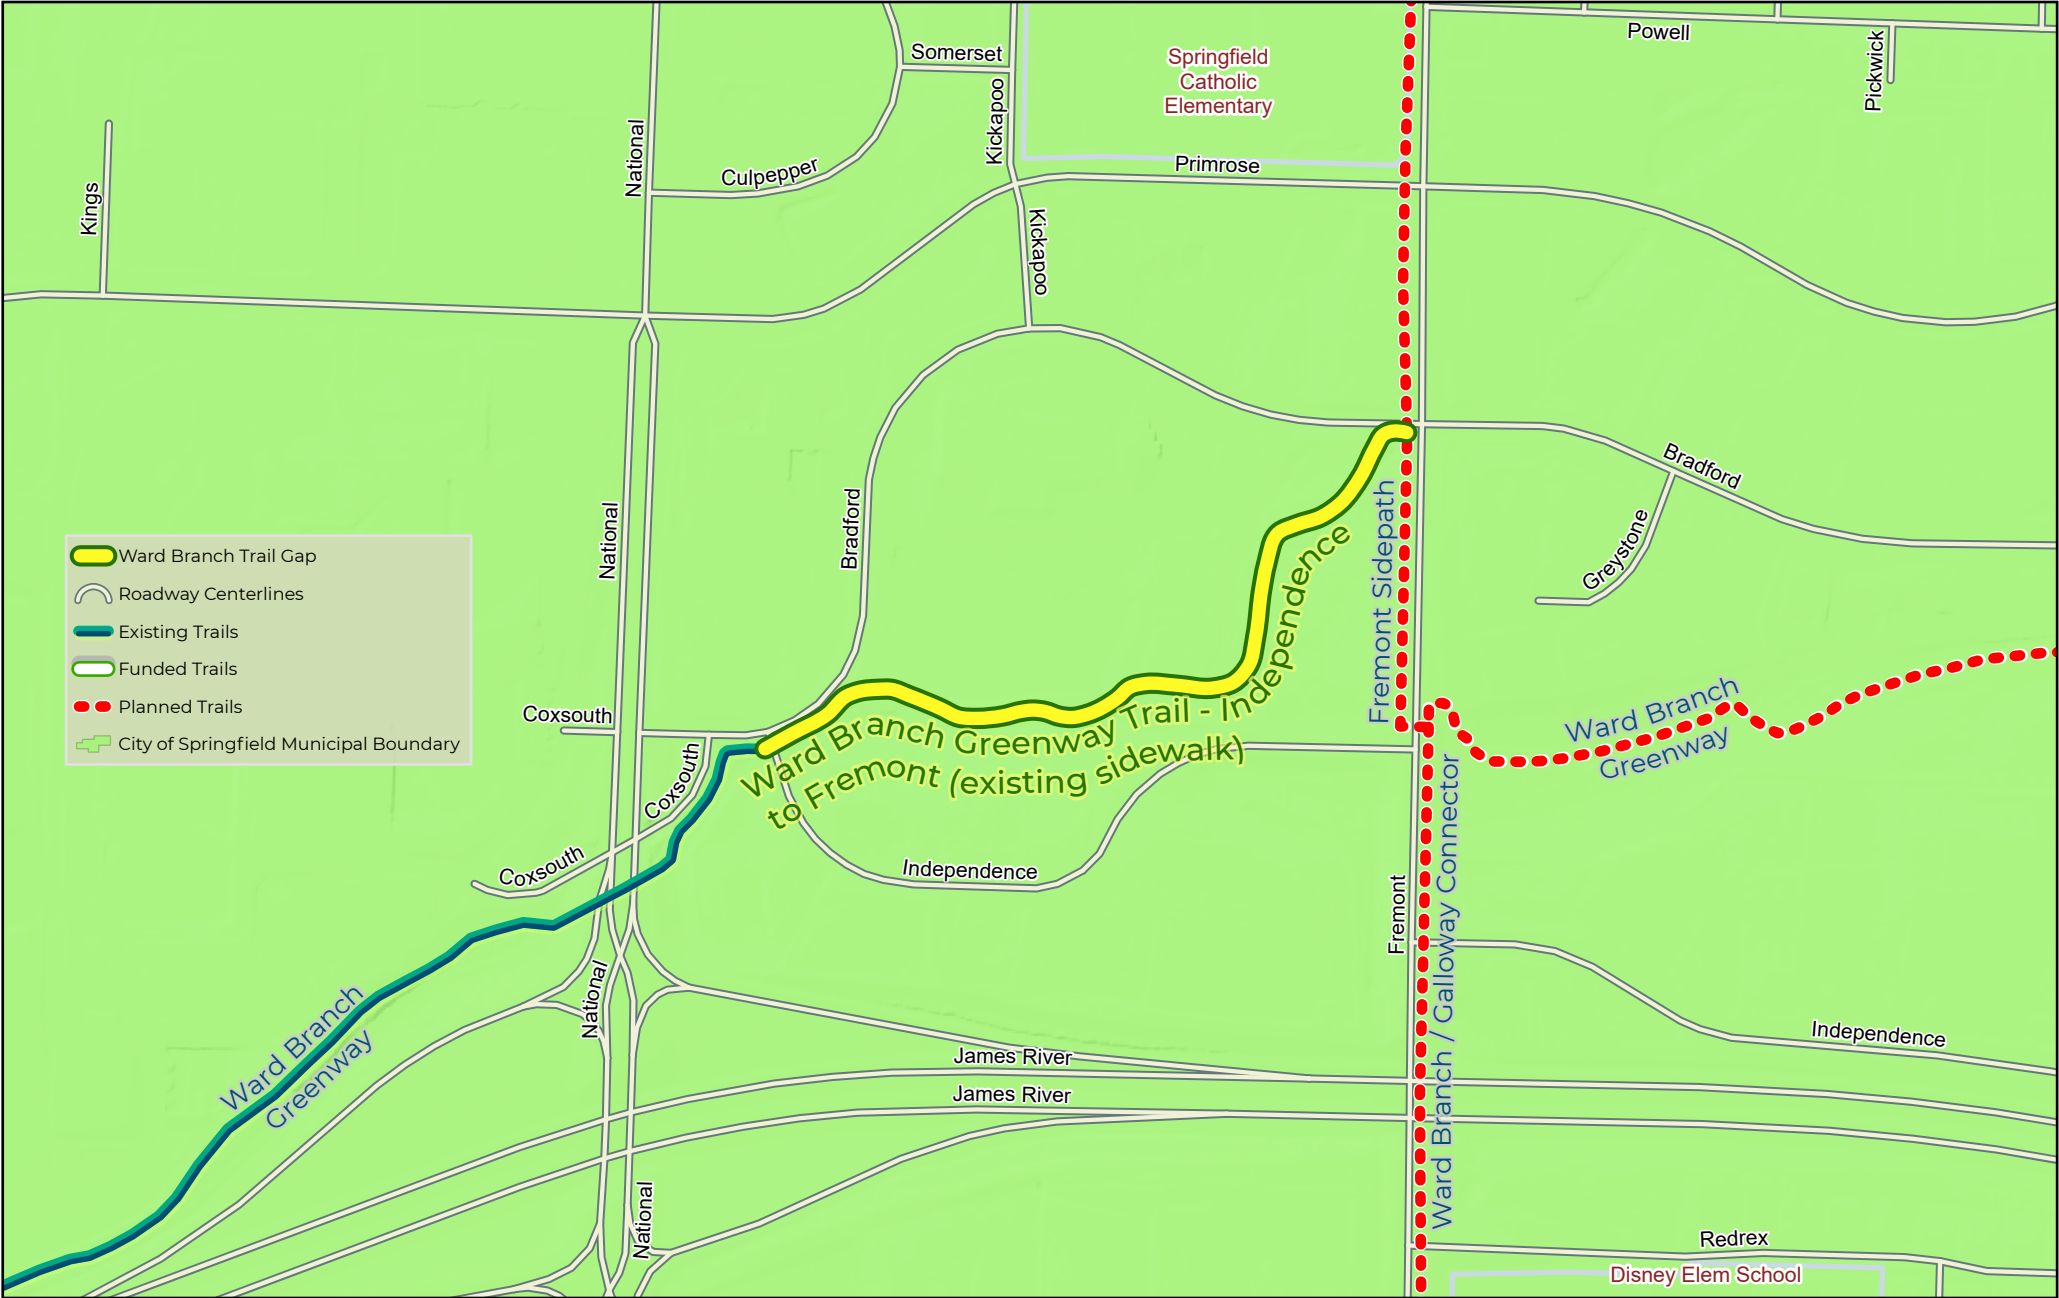 Powell
Pickwick
Somerset
Kickapoo
Springfield
Catholic
Elementary
National
Culpepper
Primrose
Kings
Kickapoo
Bradford
Greystone
Bradford
National
Fremont Sidepath
Ward Branch Trail Gap
Roadway Centerlines
Existing Trails
Funded Trails
Planned Trails
City of Springfield Municipal Boundary
Coxsouth
Coxsouth
Coxsouth
Ward Branch Greenway Trail - Independence
to Fremont (existing sidewalk)
Ward Branch
Greenway
Independence
Fremont
Ward Branch / Galloway Connector
National
Ward Branch
Greenway
Independence
James River
James River
National
Redrex
Disney Elem School